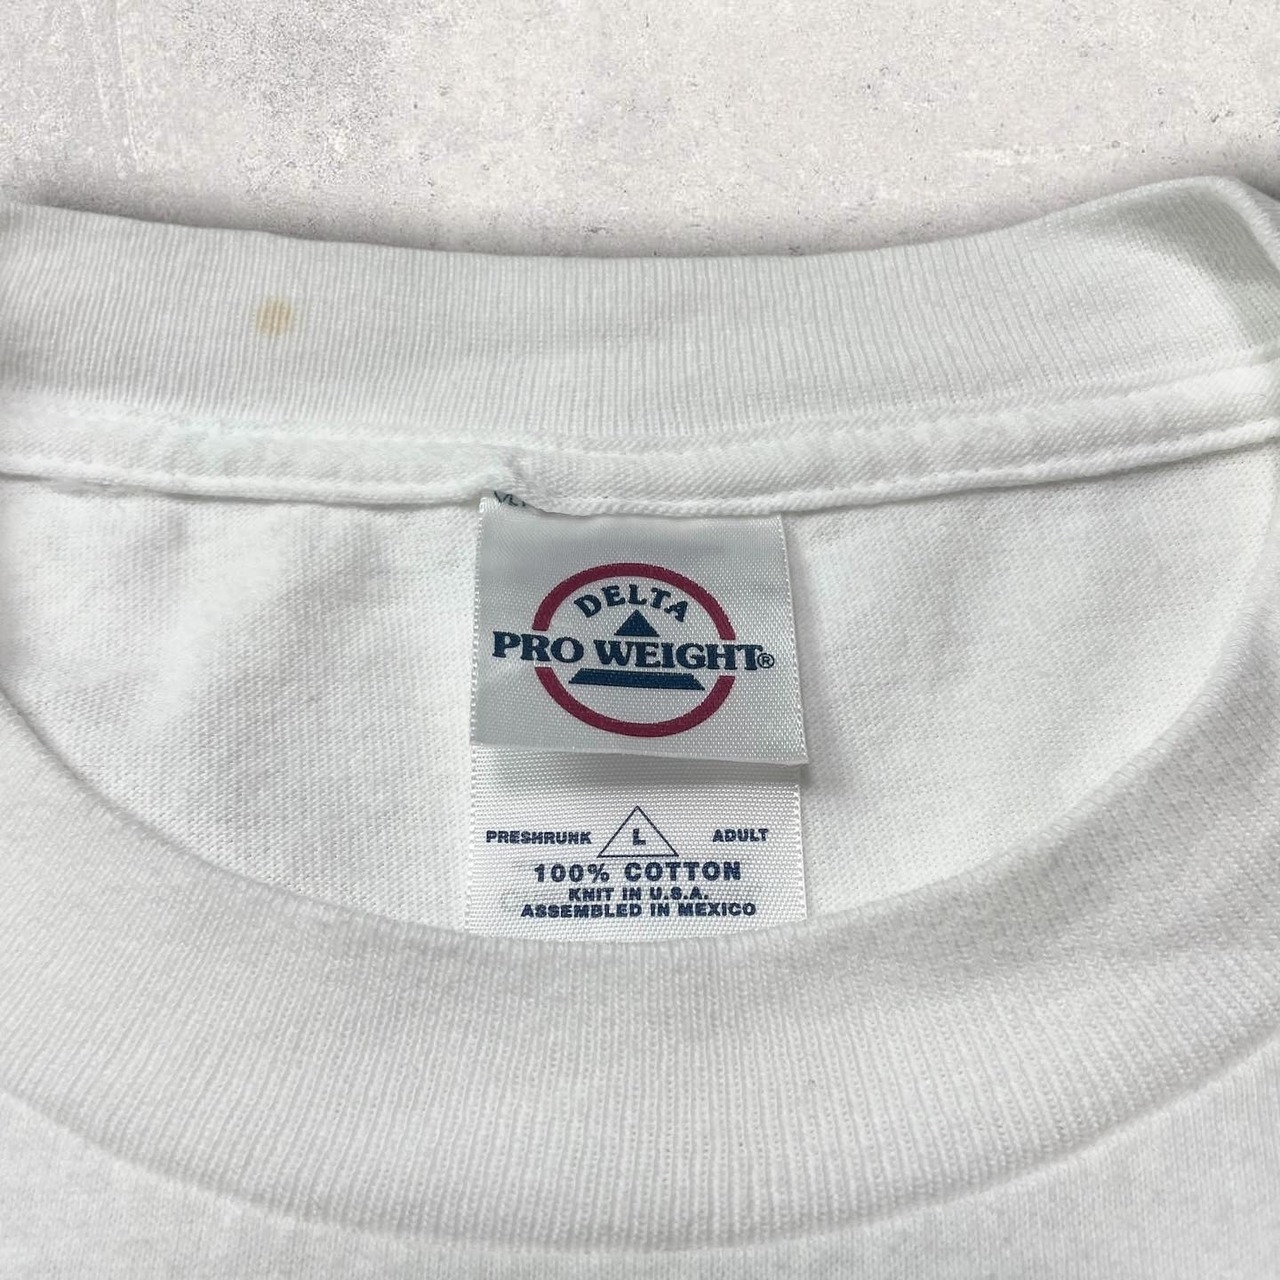 DELTA
PRO WEIGHT®
PRESHRUNK L ADULT
100% COTTON
KNIT IN U.S.A.
ASSEMBLED IN MEXICO